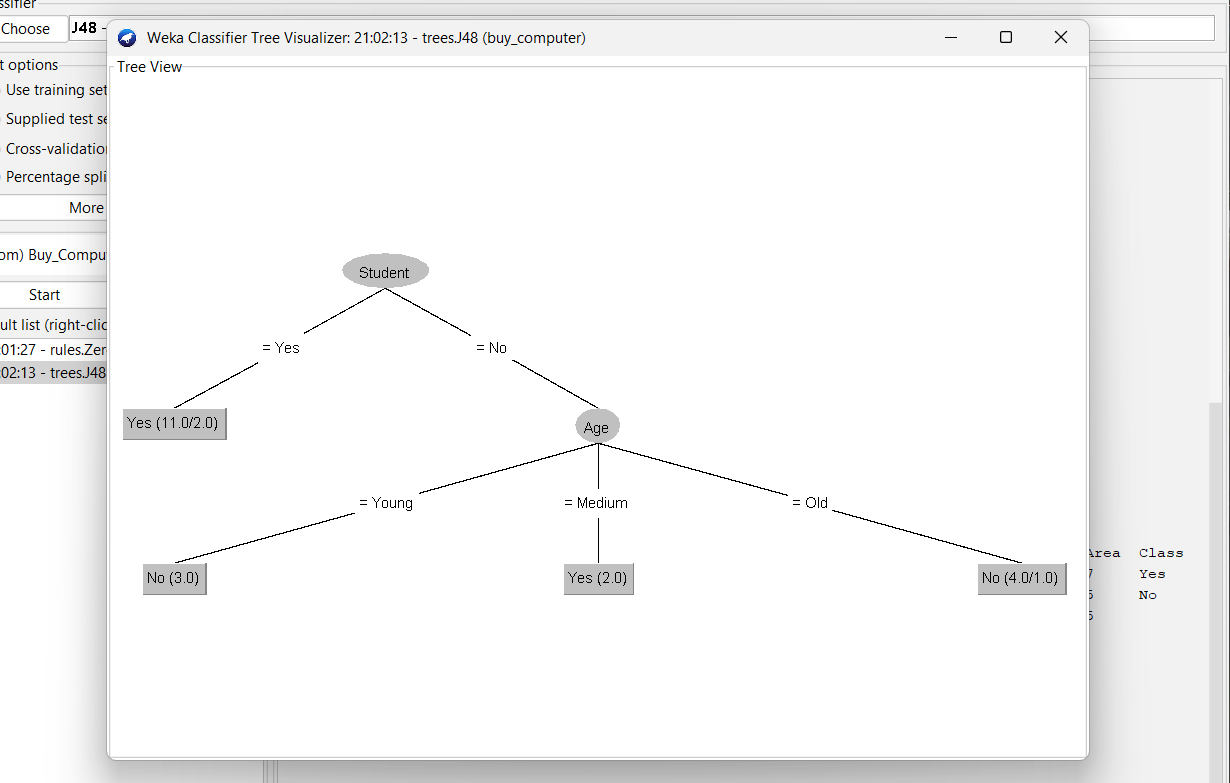 ssifier
Choose
J48 -
Weka Classifier Tree Visualizer: 21:02:13 - trees.J48 (buy_computer)
t options
Use training set
Supplied test se
Cross-validation
Percentage spli
More
om) Buy_Compu
Start
ult list (right-clic
:01:27 - rules.Zer
:02:13 - trees.J48
Tree View
Student
= Yes
= No
Yes (11.0/2.0)
Age
= Young
= Medium
= Old
No (3.0)
Yes (2.0)
No (4.0/1.0)
Area Class
7 Yes
No